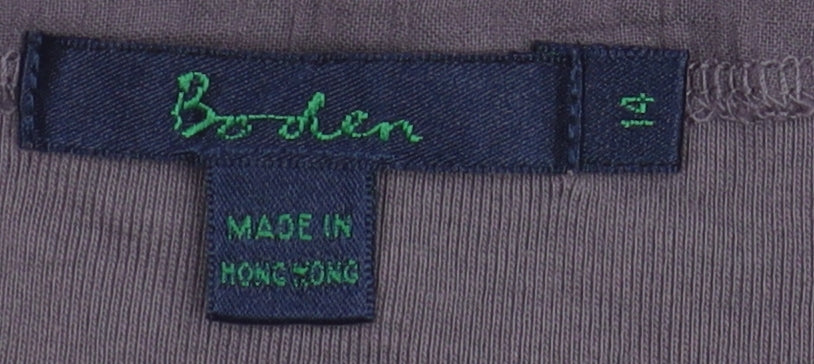 Boden
14
MADE IN
HONG KONG